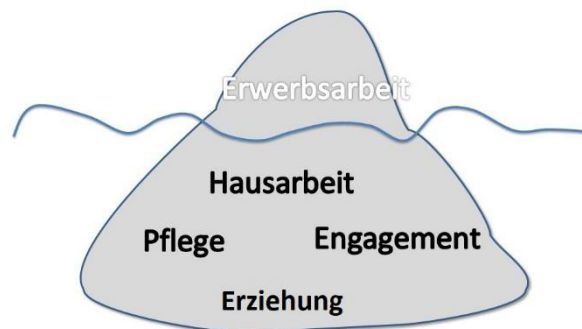 Erwerbsarbeit
Hausarbeit
Pflege Engagement
Erziehung